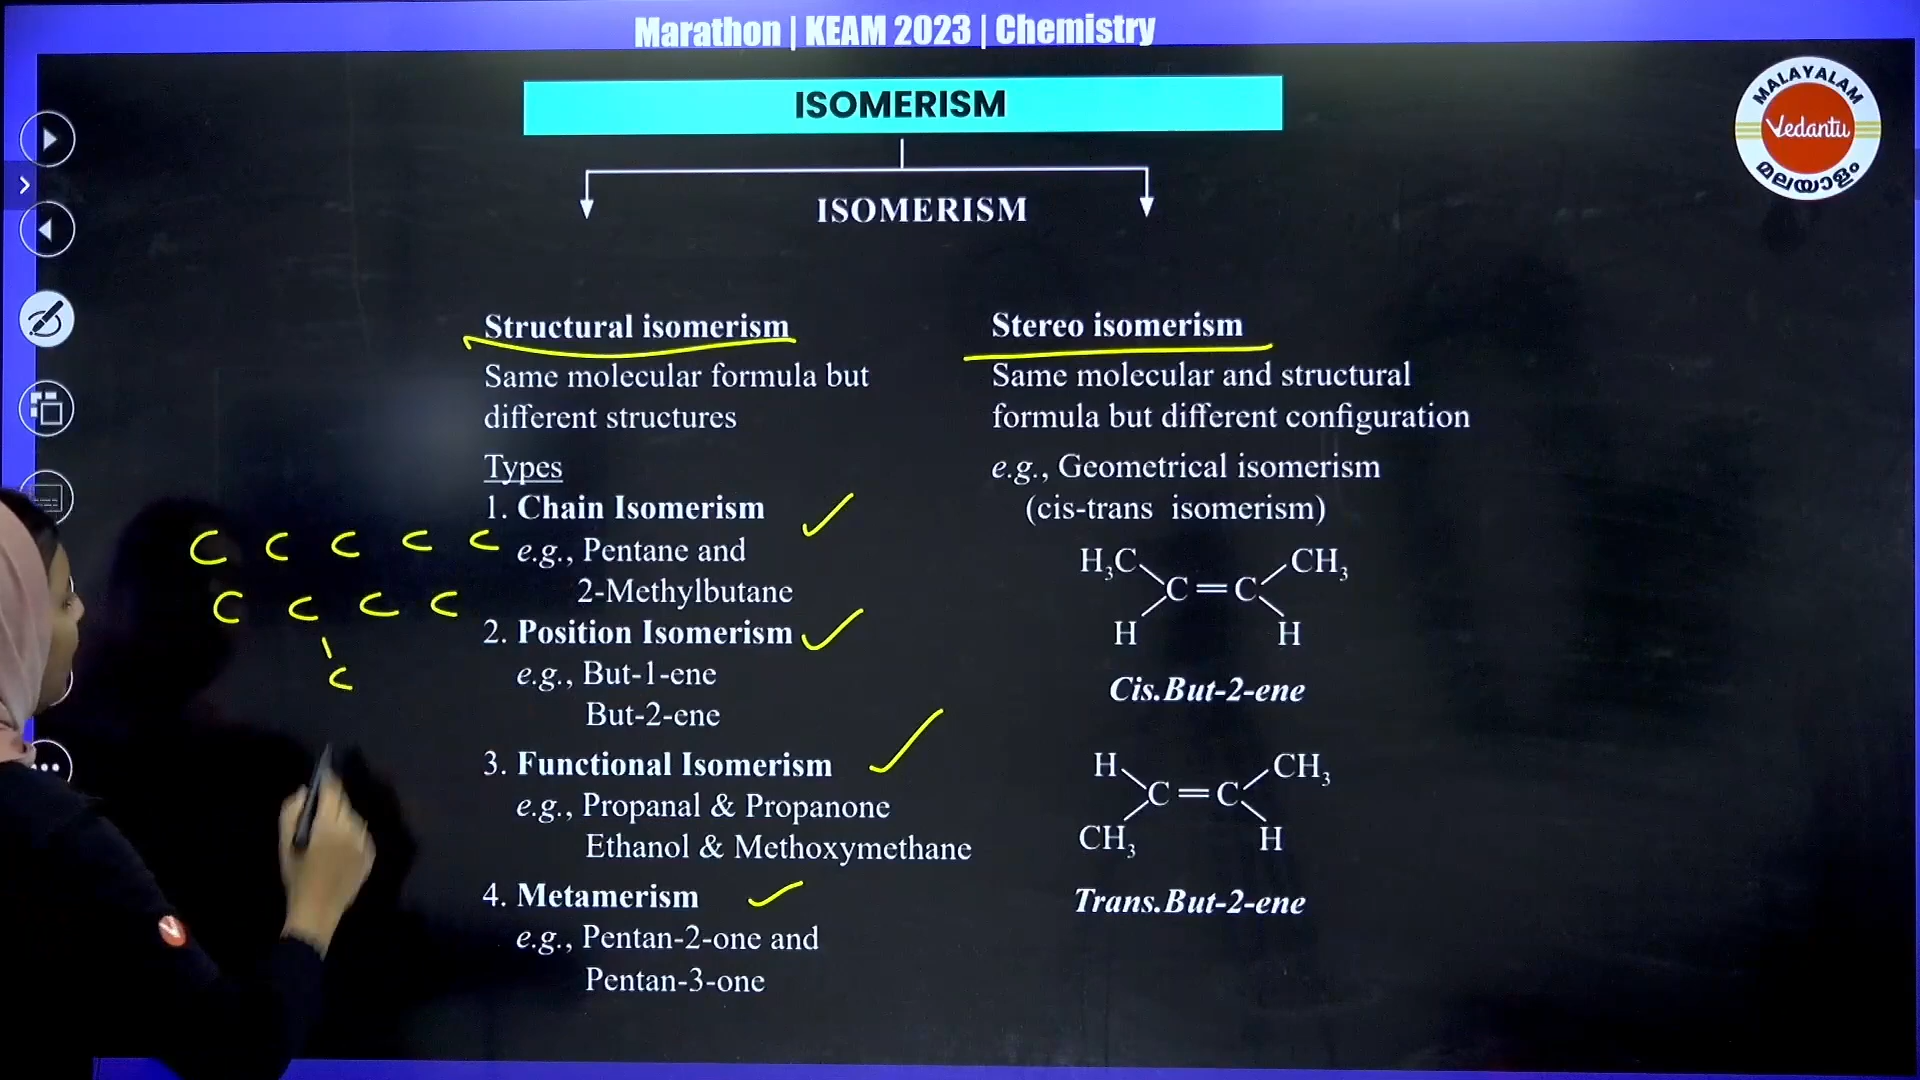 Marathon | KEAM 2023 | Chemistry
MALAYALAM
Vedantu
മലയാളം
ISOMERISM
ISOMERISM
Structural isomerism
Same molecular formula but
different structures
Types
1. Chain Isomerism
e.g., Pentane and
2-Methylbutane
2. Position Isomerism
e.g., But-1-ene
But-2-ene
3. Functional Isomerism
e.g., Propanal & Propanone
Ethanol & Methoxymethane
4. Metamerism
e.g., Pentan-2-one and
Pentan-3-one
C C C C C
C C C C
C
Stereo isomerism
Same molecular and structural
formula but different configuration
e.g., Geometrical isomerism
(cis-trans isomerism)
H₃C CH₃
C=C
H H
Cis.But-2-ene
H CH₃
C=C
CH₃ H
Trans.But-2-ene